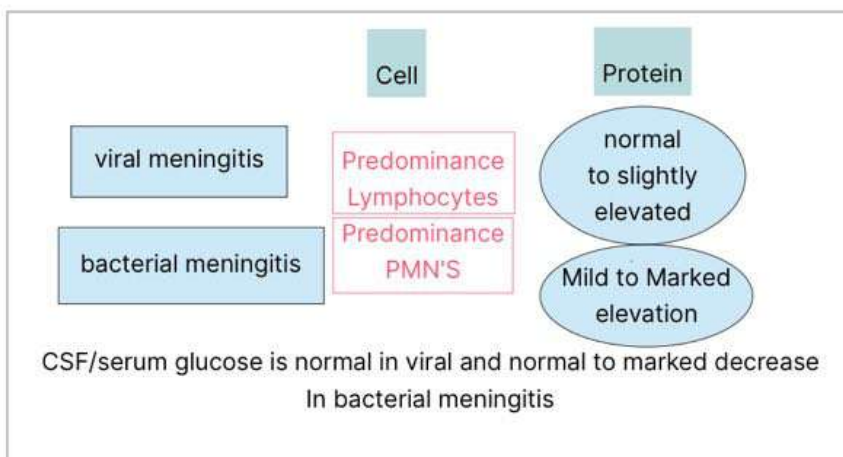 Cell
Protein
viral meningitis
Predominance
Lymphocytes
normal
to slightly
elevated
bacterial meningitis
Predominance
PMN'S
Mild to Marked
elevation
CSF/serum glucose is normal in viral and normal to marked decrease
In bacterial meningitis